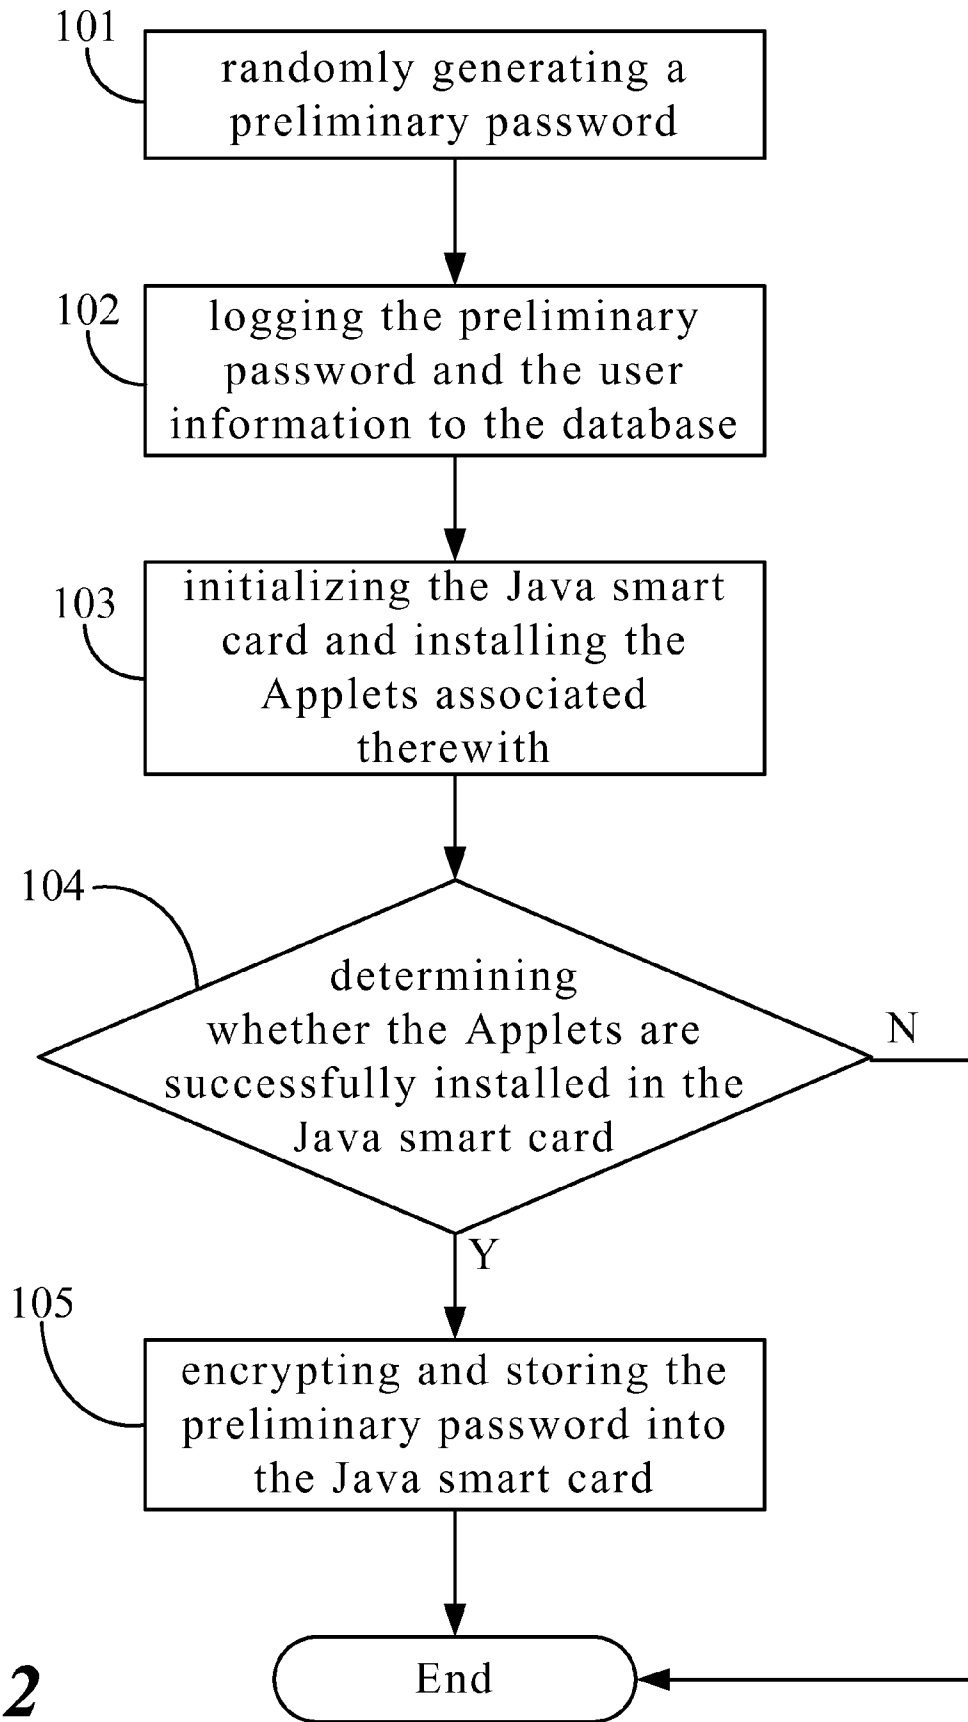 101
randomly generating a
preliminary password
102
logging the preliminary
password and the user
information to the database
103
initializing the Java smart
card and installing the
Applets associated
therewith
104
determining
whether the Applets are
successfully installed in the
Java smart card
N
Y
105
encrypting and storing the
preliminary password into
the Java smart card
End
2